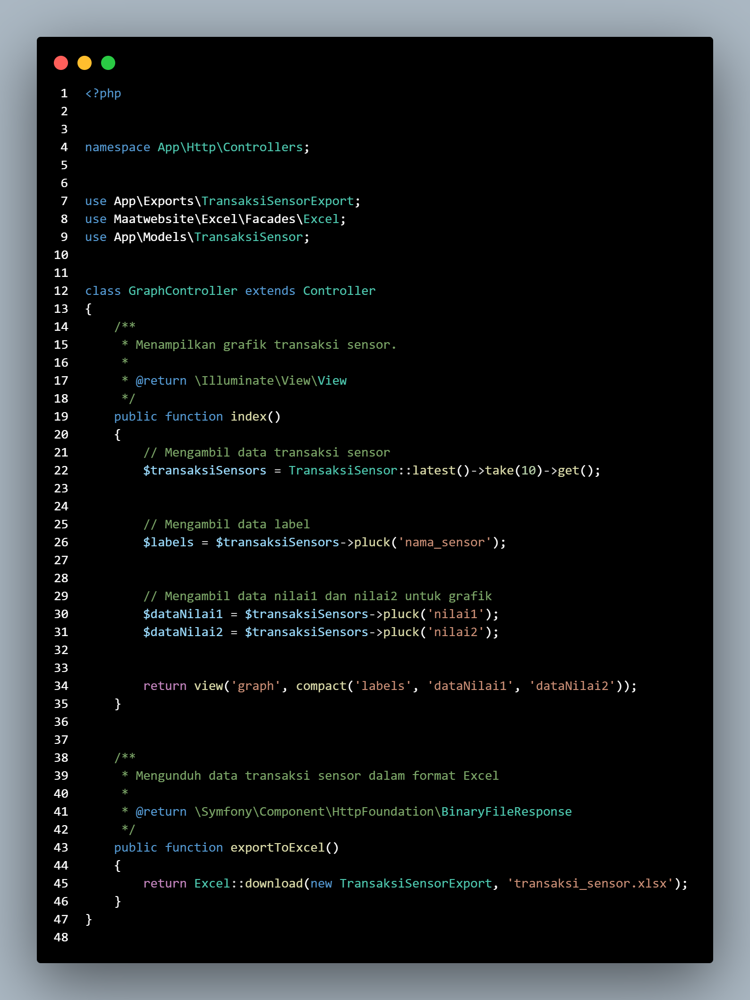 1 <?php
2
3
4 namespace App\Http\Controllers;
5
6
7 use App\Exports\TransaksiSensorExport;
8 use Maatwebsite\Excel\Facades\Excel;
9 use App\Models\TransaksiSensor;
10
11
12 class GraphController extends Controller
13 {
14     /**
15      * Menampilkan grafik transaksi sensor.
16      *
17      * @return \Illuminate\View\View
18      */
19     public function index()
20     {
21         // Mengambil data transaksi sensor
22         $transaksiSensors = TransaksiSensor::latest()->take(10)->get();
23
24
25         // Mengambil data label
26         $labels = $transaksiSensors->pluck('nama_sensor');
27
28
29         // Mengambil data nilai1 dan nilai2 untuk grafik
30         $dataNilai1 = $transaksiSensors->pluck('nilai1');
31         $dataNilai2 = $transaksiSensors->pluck('nilai2');
32
33
34         return view('graph', compact('labels', 'dataNilai1', 'dataNilai2'));
35     }
36
37
38     /**
39      * Mengunduh data transaksi sensor dalam format Excel
40      *
41      * @return \Symfony\Component\HttpFoundation\BinaryFileResponse
42      */
43     public function exportToExcel()
44     {
45         return Excel::download(new TransaksiSensorExport, 'transaksi_sensor.xlsx');
46     }
47 }
48